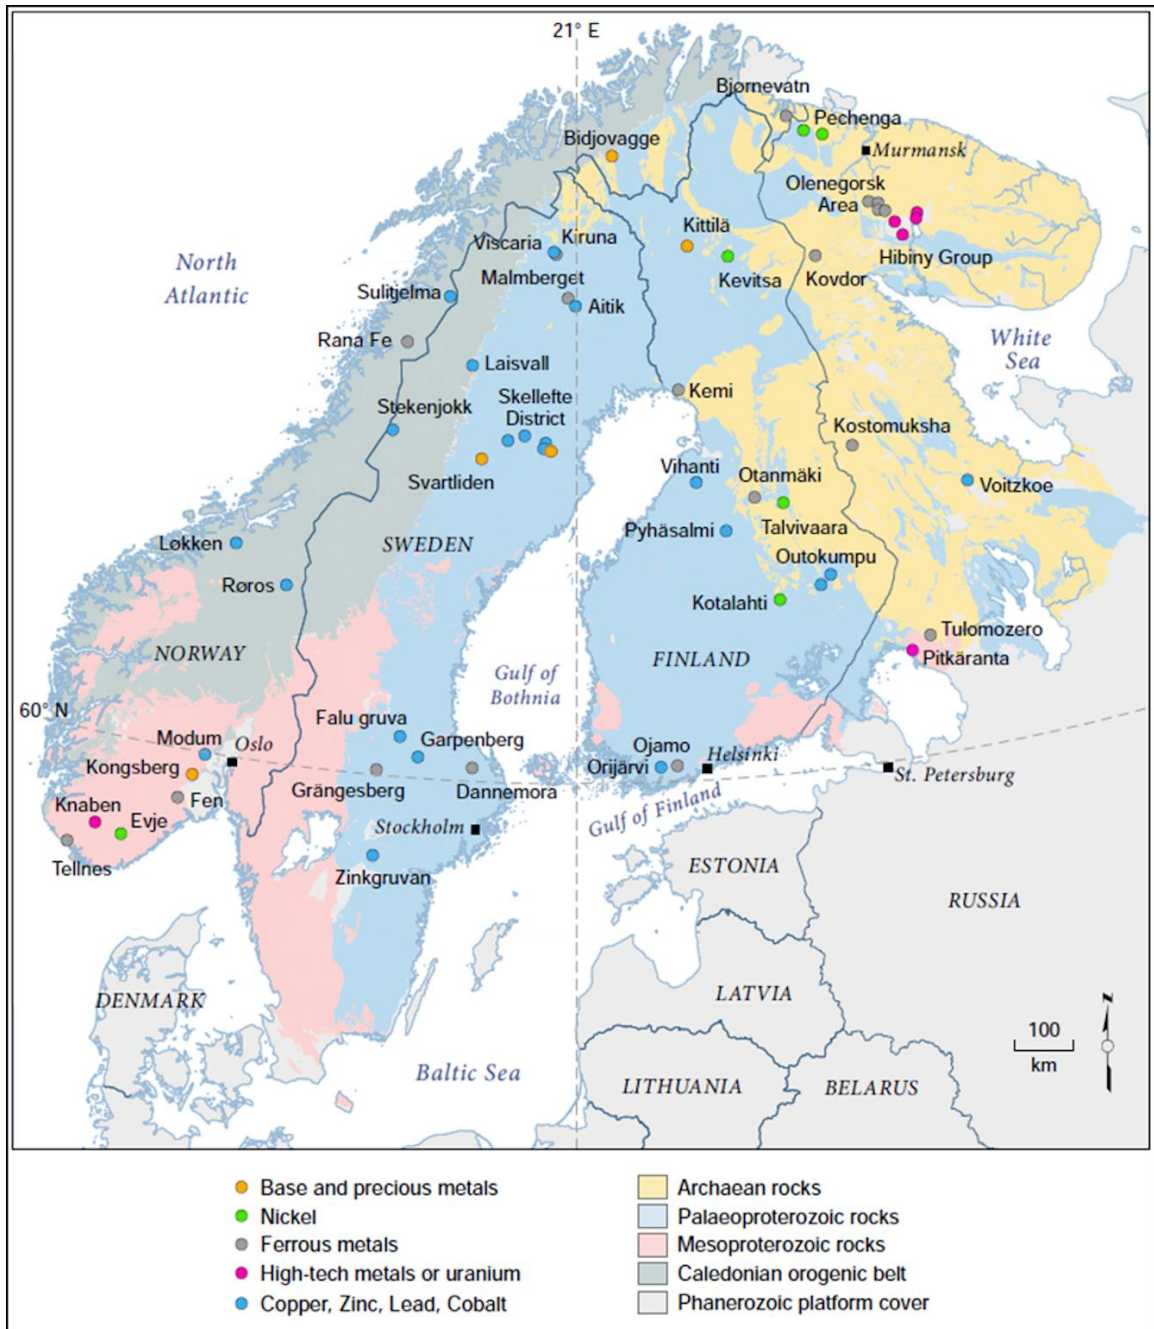 21° E
Bjørnevatn
Pechenga
Bidjovagge
Murmansk
Olenegorsk
Area
Kittilä
Viscaria
Kiruna
Hibiny Group
North
Atlantic
Malmberget
Kevitsa
Kovdor
Sulitjelma
Aitik
Rana Fe
White
Sea
Laisvall
Kemi
Skellefte
District
Stekenjokk
Kostomuksha
Vihanti
Otanmäki
Svartliden
Voitzkoe
Talvivaara
Pyhäsalmi
Løkken
SWEDEN
Outokumpu
Røros
Kotalahti
Tulomozero
NORWAY
FINLAND
Pitkäranta
Gulf of
Bothnia
60° N
Falu gruva
Modum
Oslo
Garpenberg
Ojamo
Helsinki
Kongsberg
Orijärvi
St. Petersburg
Grängesberg
Dannemora
Fen
Knaben
Evje
Gulf of Finland
Stockholm
Tellnes
ESTONIA
Zinkgruvan
RUSSIA
DENMARK
LATVIA
N
100
km
Baltic Sea
LITHUANIA
BELARUS
Base and precious metals
Nickel
Ferrous metals
High-tech metals or uranium
Copper, Zinc, Lead, Cobalt
Archaean rocks
Palaeoproterozoic rocks
Mesoproterozoic rocks
Caledonian orogenic belt
Phanerozoic platform cover